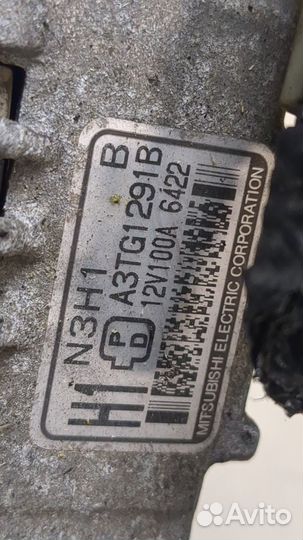 N3H1 B
H1 P D A3TG1291B
12V100A 6422
MITSUBISHI ELECTRIC CORPORATION
Avito